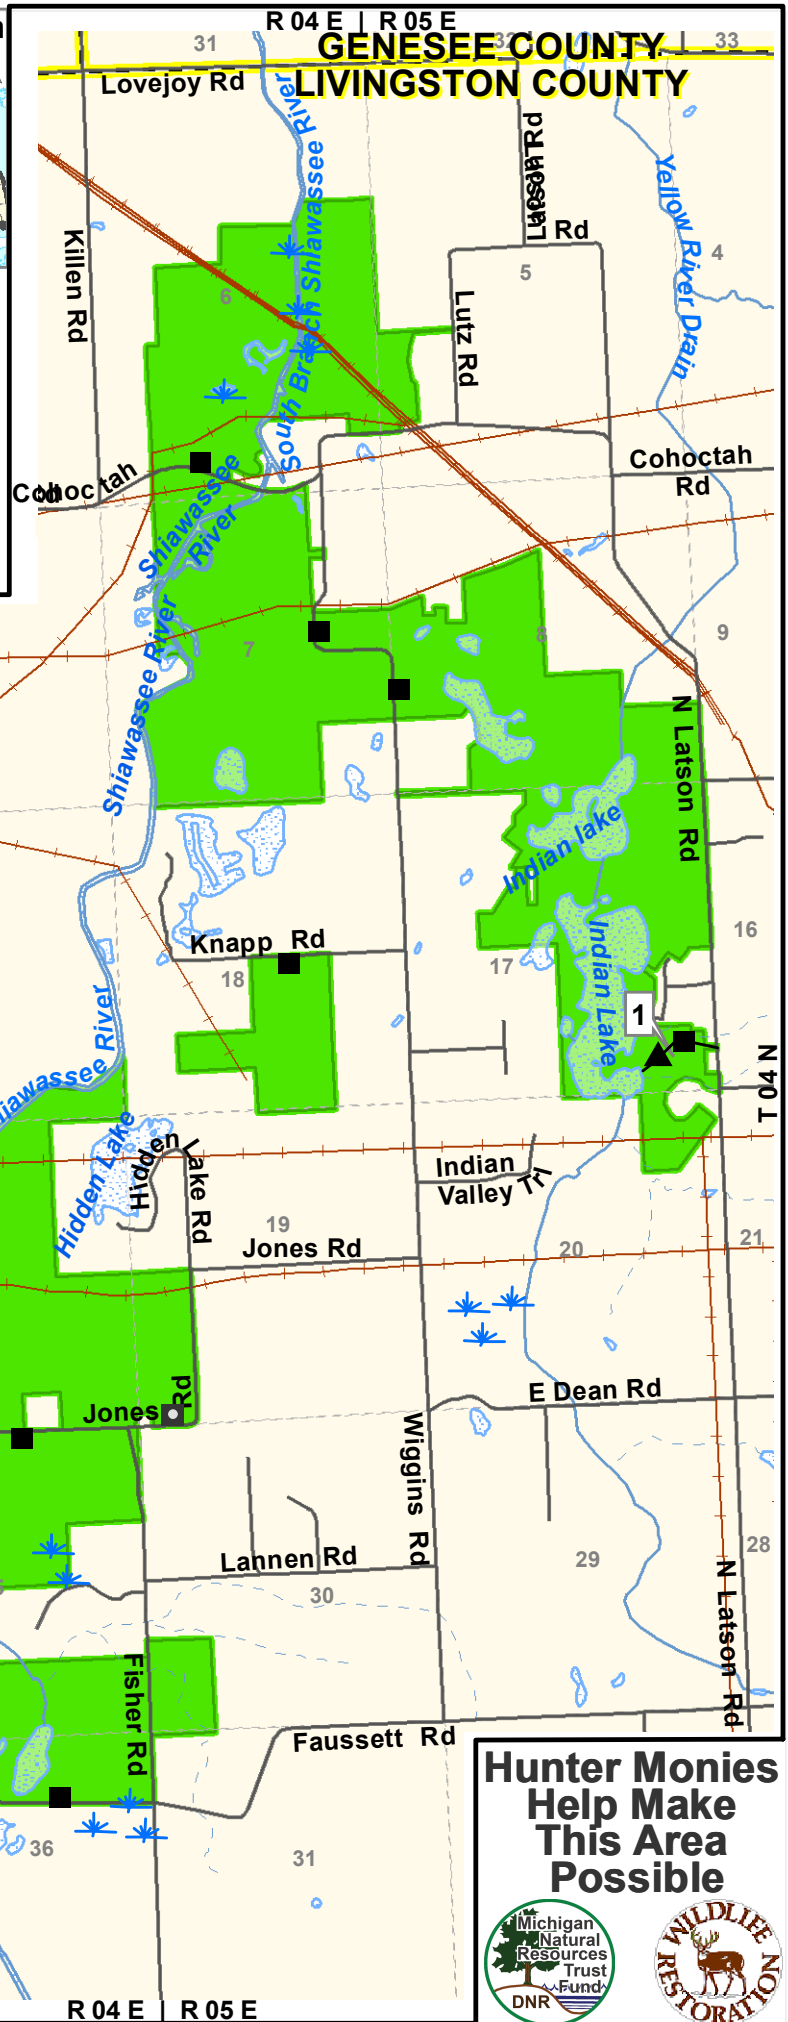 R 04 E | R 05 E
31
32
33
GENESEE COUNTY
LIVINGSTON COUNTY
Lovejoy Rd
South Branch Shiawassee River
Latson Rd
Yellow River Drain
Rd
Killen Rd
4
5
6
Lutz Rd
Cohoctah
Rd
Cohoctah
Rd
Shiawassee
River
Shiawassee River
7
8
9
N Latson Rd
Indian lake
Knapp Rd
16
17
18
Indian Lake
1
Shiawassee River
T 04 N
Hidden Lake
Hidden
Lake Rd
Indian
Valley Trl
19
Jones Rd
20
21
Jones
Rd
E Dean Rd
Wiggins Rd
Lannen Rd
29
28
30
N Latson Rd
Fisher Rd
Faussett Rd
36
31
R 04 E | R 05 E
Hunter Monies
Help Make
This Area
Possible
Michigan
Natural
Resources
Trust
Fund
DNR
WILDLIFE
RESTORATION